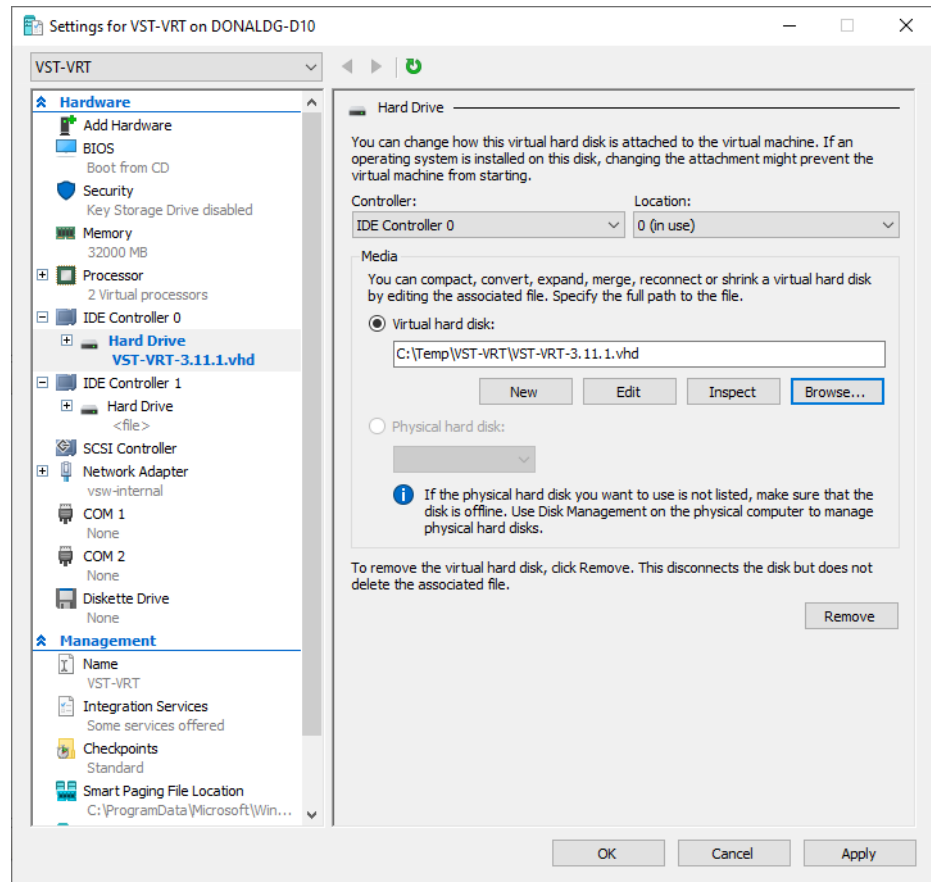 Settings for VST-VRT on DONALDG-D10
VST-VRT
Hardware
Add Hardware
BIOS
Boot from CD
Security
Key Storage Drive disabled
Memory
32000 MB
Processor
2 Virtual processors
IDE Controller 0
Hard Drive
VST-VRT-3.11.1.vhd
IDE Controller 1
Hard Drive
<file>
SCSI Controller
Network Adapter
vsw-internal
COM 1
None
COM 2
None
Diskette Drive
None
Management
Name
VST-VRT
Integration Services
Some services offered
Checkpoints
Standard
Smart Paging File Location
C:\ProgramData\Microsoft\Win...
Hard Drive
You can change how this virtual hard disk is attached to the virtual machine. If an
operating system is installed on this disk, changing the attachment might prevent the
virtual machine from starting.
Controller: Location:
IDE Controller 0 0 (in use)
Media
You can compact, convert, expand, merge, reconnect or shrink a virtual hard disk
by editing the associated file. Specify the full path to the file.
Virtual hard disk:
C:\Temp\VST-VRT\VST-VRT-3.11.1.vhd
New Edit Inspect Browse...
Physical hard disk:
If the physical hard disk you want to use is not listed, make sure that the
disk is offline. Use Disk Management on the physical computer to manage
physical hard disks.
To remove the virtual hard disk, click Remove. This disconnects the disk but does not
delete the associated file.
Remove
OK Cancel Apply